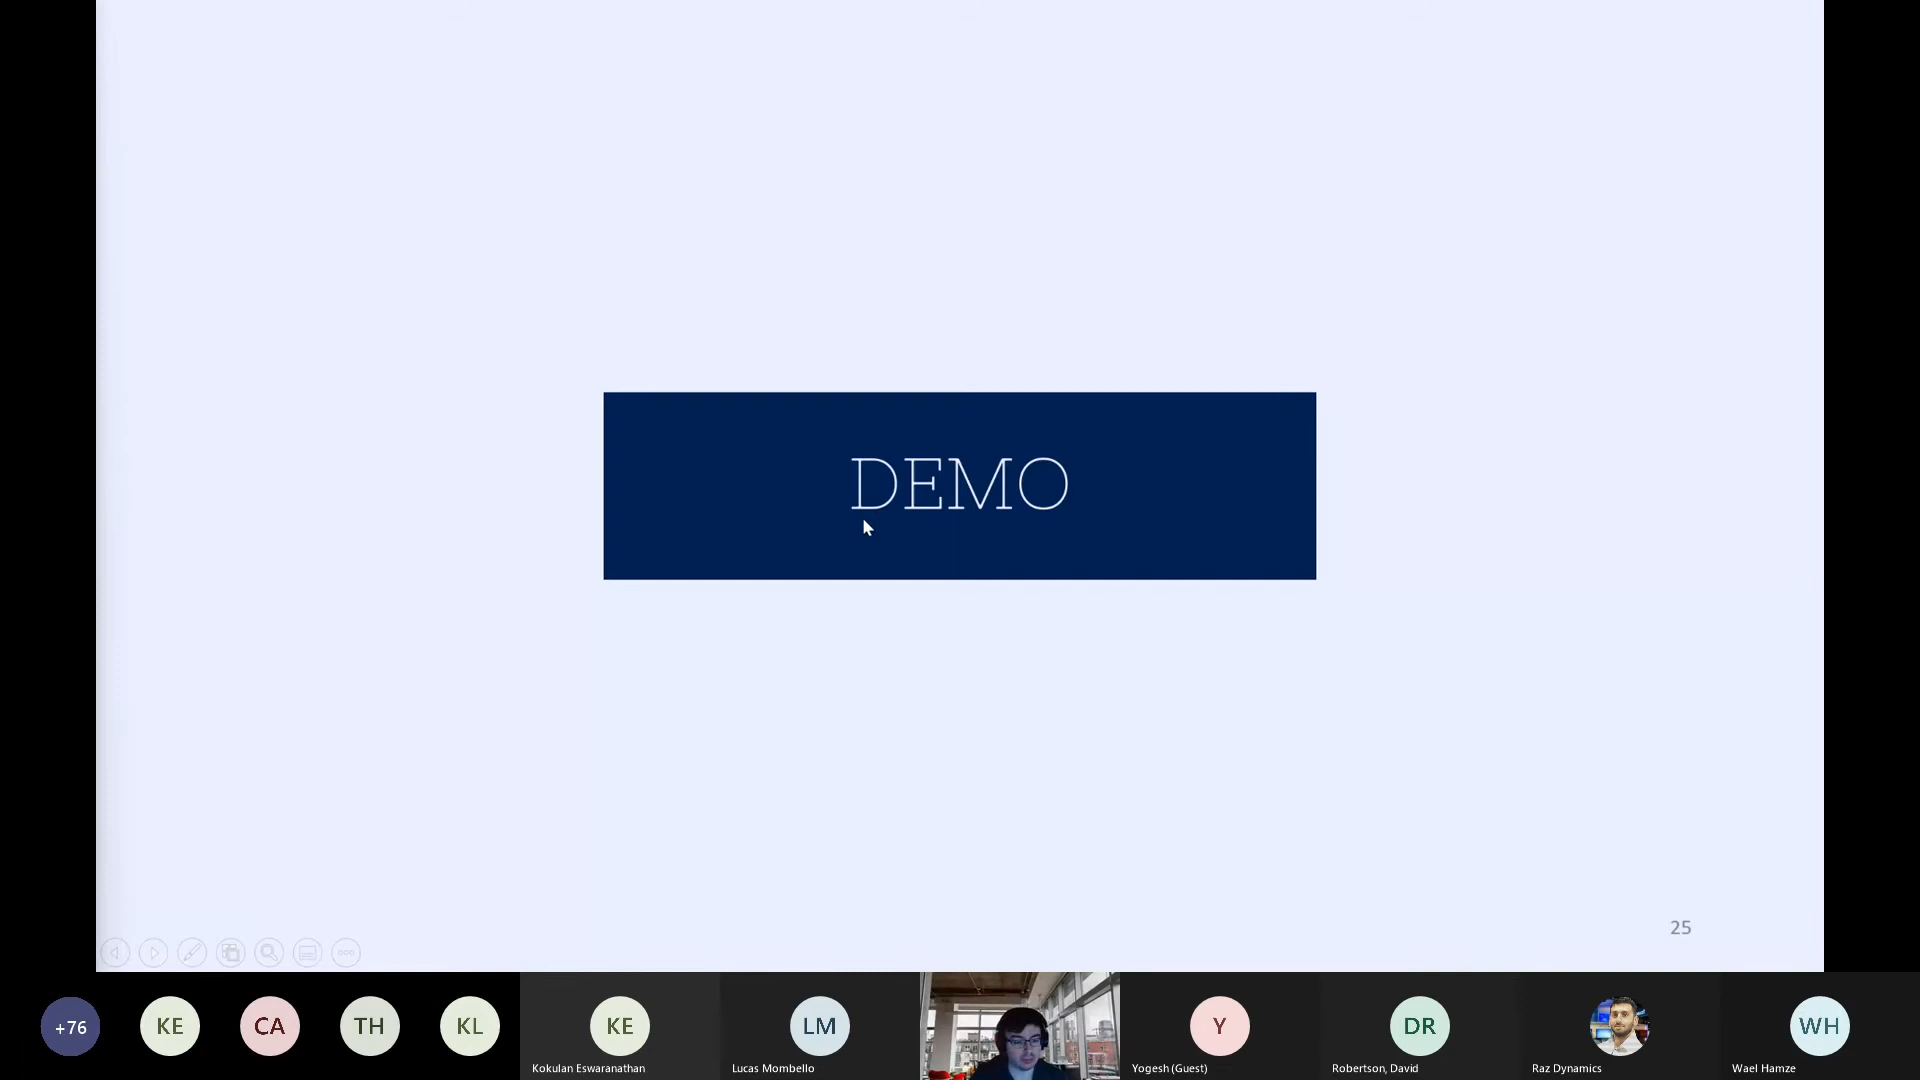 DEMO
25
+76
KE
CA
TH
KL
KE
LM
Y
DR
WH
Kokulan Eswaranathan
Lucas Mombello
Yogesh (Guest)
Robertson, David
Raz Dynamics
Wael Hamze